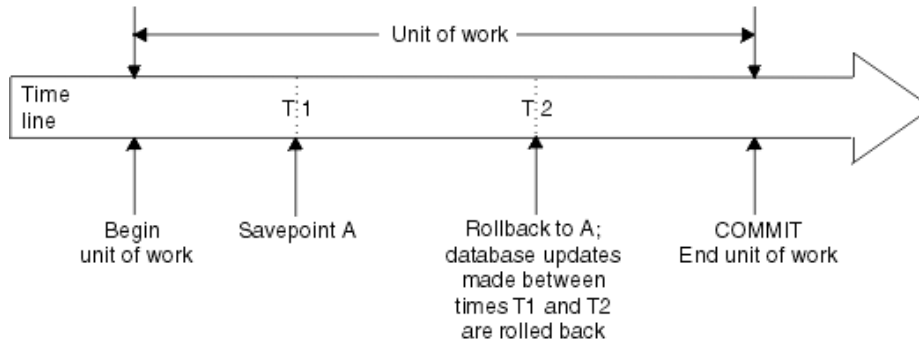 Unit of work
Time
line
T 1
T 2
Begin
unit of work
Savepoint A
Rollback to A;
database updates
made between
times T1 and T2
are rolled back
COMMIT
End unit of work